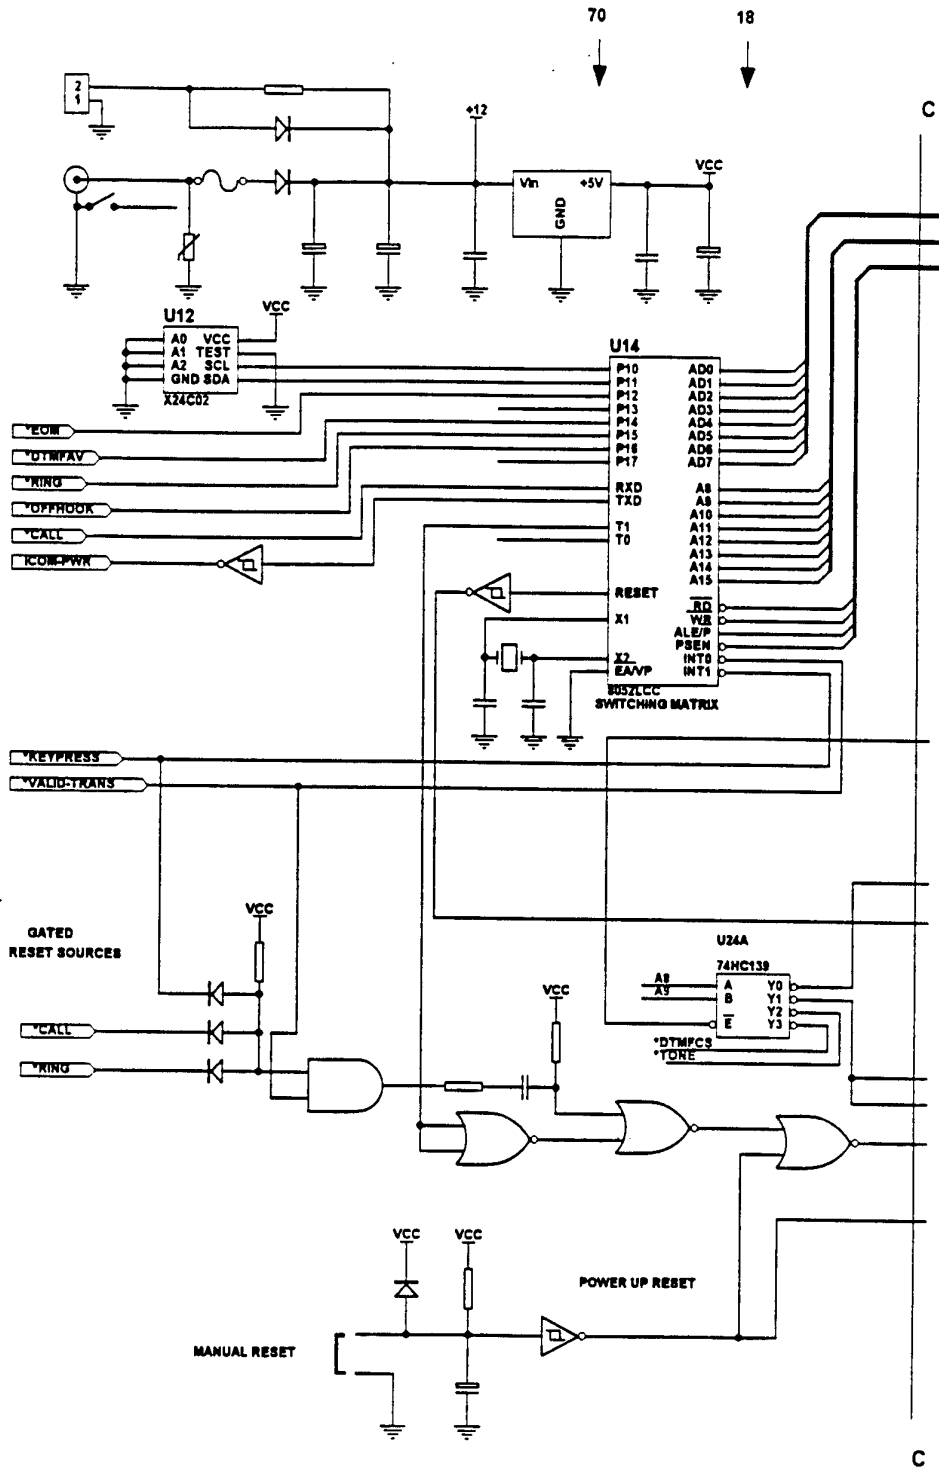 70
18
C
2
1
+12
VCC
Vin
+5V
GND
U12
VCC
A0 VCC
A1 TEST
A2 SCL
GND SDA
X24C02
U14
P10 AD0
P11 AD1
P12 AD2
P13 AD3
P14 AD4
P15 AD5
P16 AD6
P17 AD7
RXD A8
TXD A9
A10
T1 A11
T0 A12
A13
A14
A15
RESET RD
X1 WR
ALE/P
PSEN
X2 INT0
EA/VP INT1
8052LCC
SWITCHING MATRIX
*EOM
*DTMFAV
*RING
*OFFHOOK
*CALL
ICOM-PWR
*KEYPRESS
*VALID-TRANS
GATED
RESET SOURCES
VCC
*CALL
*RING
U24A
74HC139
A8 A Y0
A9 B Y1
Y2
E Y3
*DTMFCS
*TONE
VCC
VCC
VCC
POWER UP RESET
MANUAL RESET
C